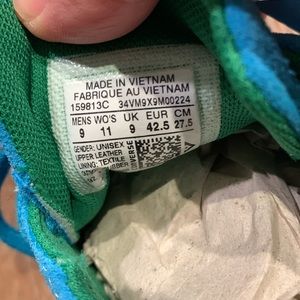 MADE IN VIETNAM
FABRIQUE AU VIETNAM
159813C 34VM9X9M00224
MENS WO'S UK EUR CM
9 11 9 42.5 27.5
GENDER: UNISEX
UPPER LEATHER
LINING: TEXTILE
CONVERSE